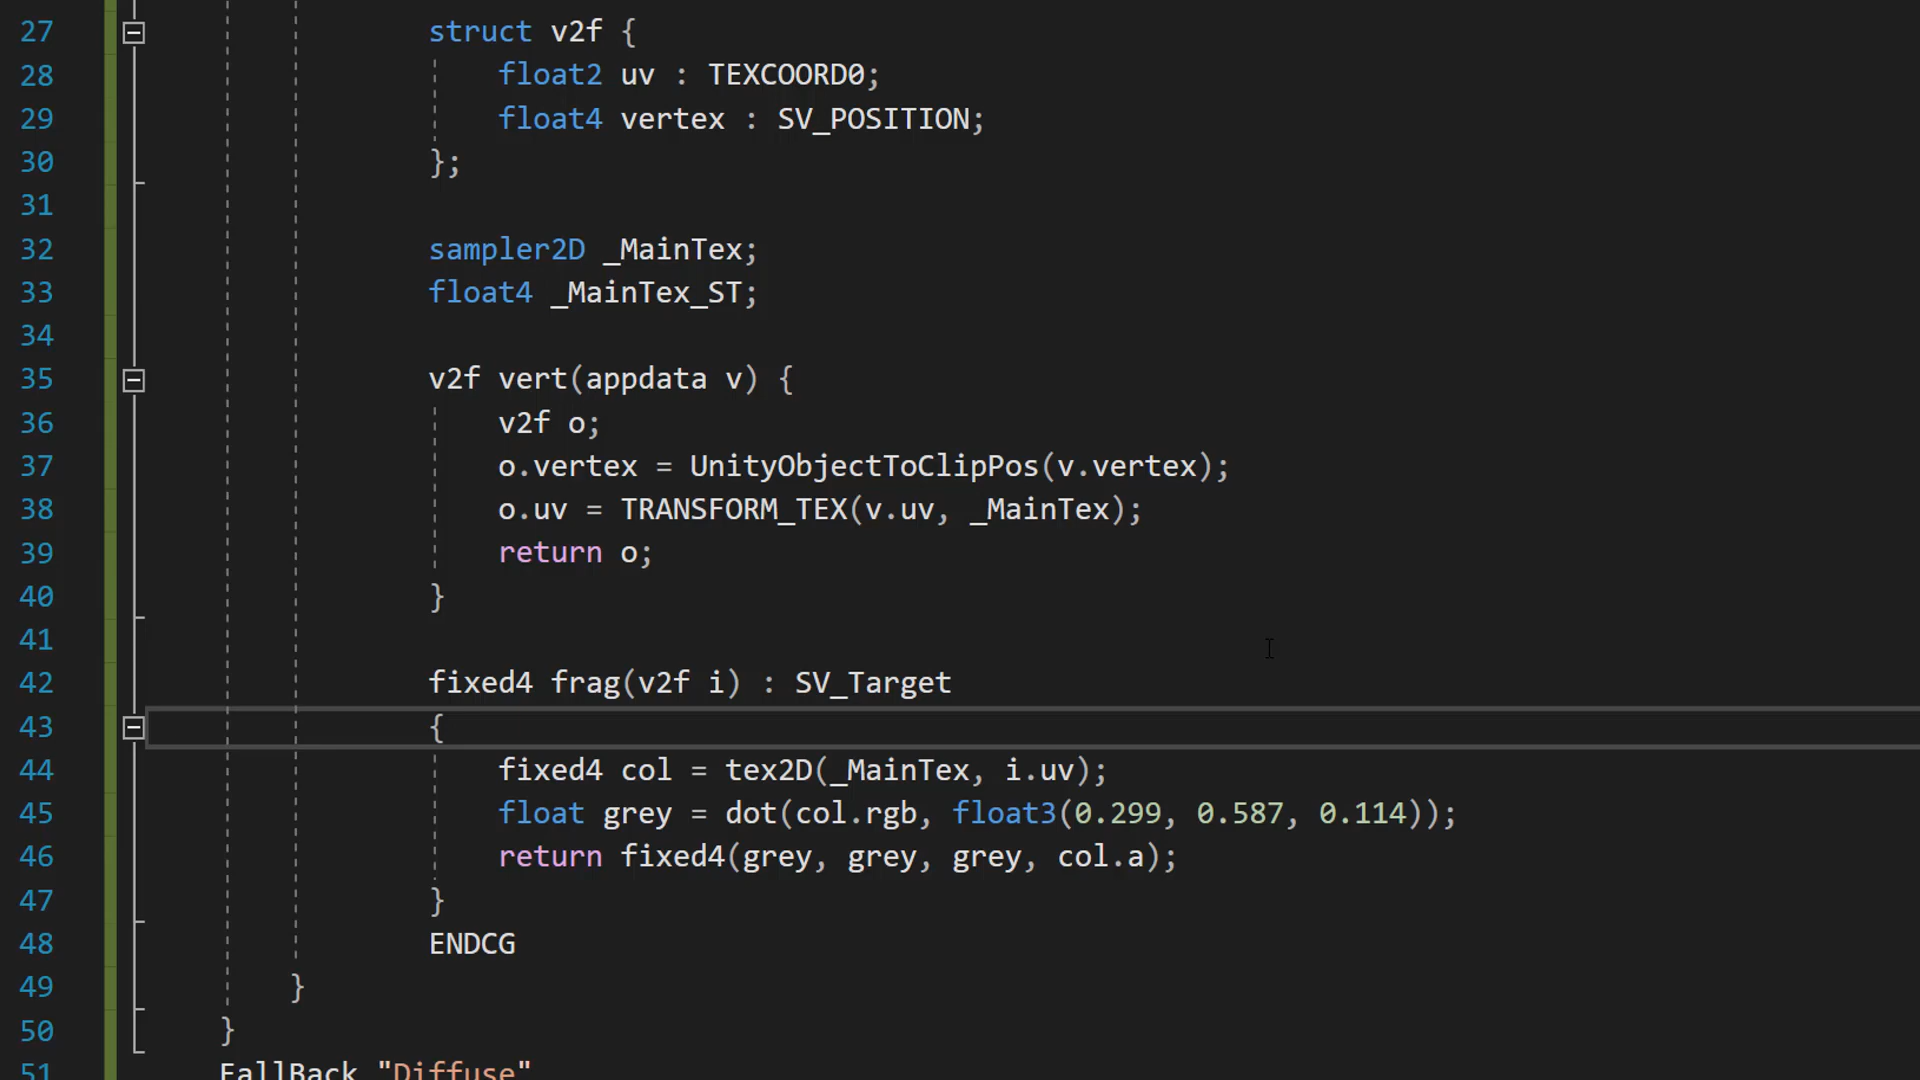 27 struct v2f {
28 float2 uv : TEXCOORD0;
29 float4 vertex : SV_POSITION;
30 };
31
32 sampler2D _MainTex;
33 float4 _MainTex_ST;
34
35 v2f vert(appdata v) {
36 v2f o;
37 o.vertex = UnityObjectToClipPos(v.vertex);
38 o.uv = TRANSFORM_TEX(v.uv, _MainTex);
39 return o;
40 }
41
42 fixed4 frag(v2f i) : SV_Target
43 {
44 fixed4 col = tex2D(_MainTex, i.uv);
45 float grey = dot(col.rgb, float3(0.299, 0.587, 0.114));
46 return fixed4(grey, grey, grey, col.a);
47 }
48 ENDCG
49 }
50 }
51 FallBack "Diffuse"